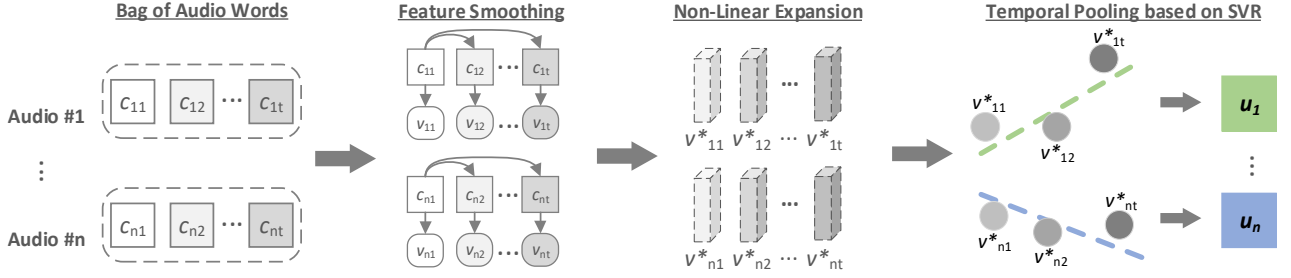 Bag of Audio Words
Feature Smoothing
Non-Linear Expansion
Temporal Pooling based on SVR
Audio #1
c11 c12 ··· c1t
⋮
Audio #n
cn1 cn2 ··· cnt
c11 c12 ··· c1t
v11 v12 ··· v1t
cn1 cn2 ··· cnt
vn1 vn2 ··· vnt
···
v*11 v*12 ··· v*1t
···
v*n1 v*n2 ··· v*nt
v*1t
v*11
v*12
u1
⋮
v*nt
v*n1
v*n2
un